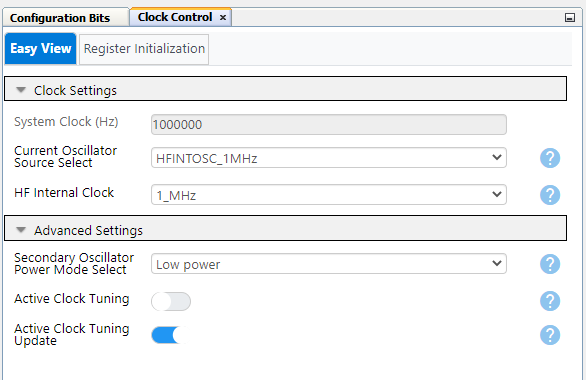 Configuration Bits
Clock Control ×
Easy View
Register Initialization
Clock Settings
System Clock (Hz)
1000000
Current Oscillator
Source Select
HFINTOSC_1MHz
?
HF Internal Clock
1_MHz
?
Advanced Settings
Secondary Oscillator
Power Mode Select
Low power
?
Active Clock Tuning
?
Active Clock Tuning
Update
?